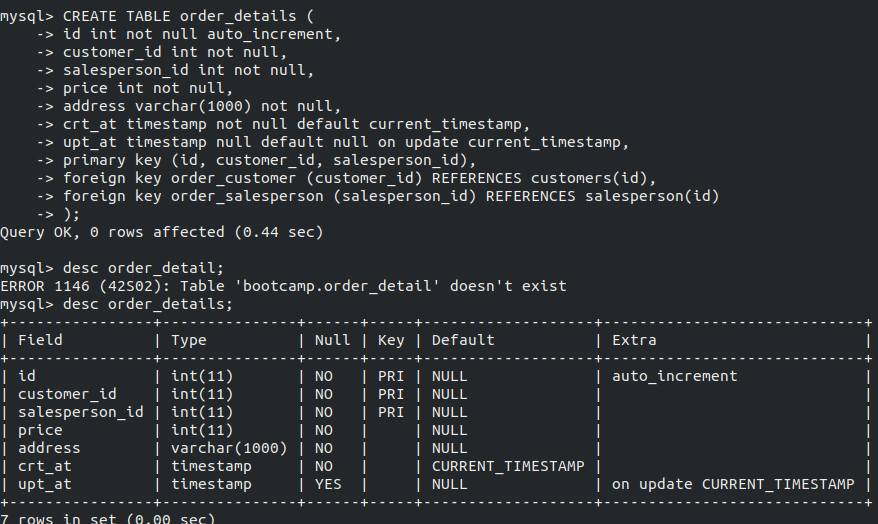 mysql> CREATE TABLE order_details (
    -> id int not null auto_increment,
    -> customer_id int not null,
    -> salesperson_id int not null,
    -> price int not null,
    -> address varchar(1000) not null,
    -> crt_at timestamp not null default current_timestamp,
    -> upt_at timestamp null default null on update current_timestamp,
    -> primary key (id, customer_id, salesperson_id),
    -> foreign key order_customer (customer_id) REFERENCES customers(id),
    -> foreign key order_salesperson (salesperson_id) REFERENCES salesperson(id)
    -> );
Query OK, 0 rows affected (0.44 sec)

mysql> desc order_detail;
ERROR 1146 (42S02): Table 'bootcamp.order_detail' doesn't exist
mysql> desc order_details;
+----------------+---------------+------+-----+-------------------+-----------------------------+
| Field          | Type          | Null | Key | Default           | Extra                       |
+----------------+---------------+------+-----+-------------------+-----------------------------+
| id             | int(11)       | NO   | PRI | NULL              | auto_increment              |
| customer_id    | int(11)       | NO   | PRI | NULL              |                             |
| salesperson_id | int(11)       | NO   | PRI | NULL              |                             |
| price          | int(11)       | NO   |     | NULL              |                             |
| address        | varchar(1000) | NO   |     | NULL              |                             |
| crt_at         | timestamp     | NO   |     | CURRENT_TIMESTAMP |                             |
| upt_at         | timestamp     | YES  |     | NULL              | on update CURRENT_TIMESTAMP |
+----------------+---------------+------+-----+-------------------+-----------------------------+
7 rows in set (0.00 sec)